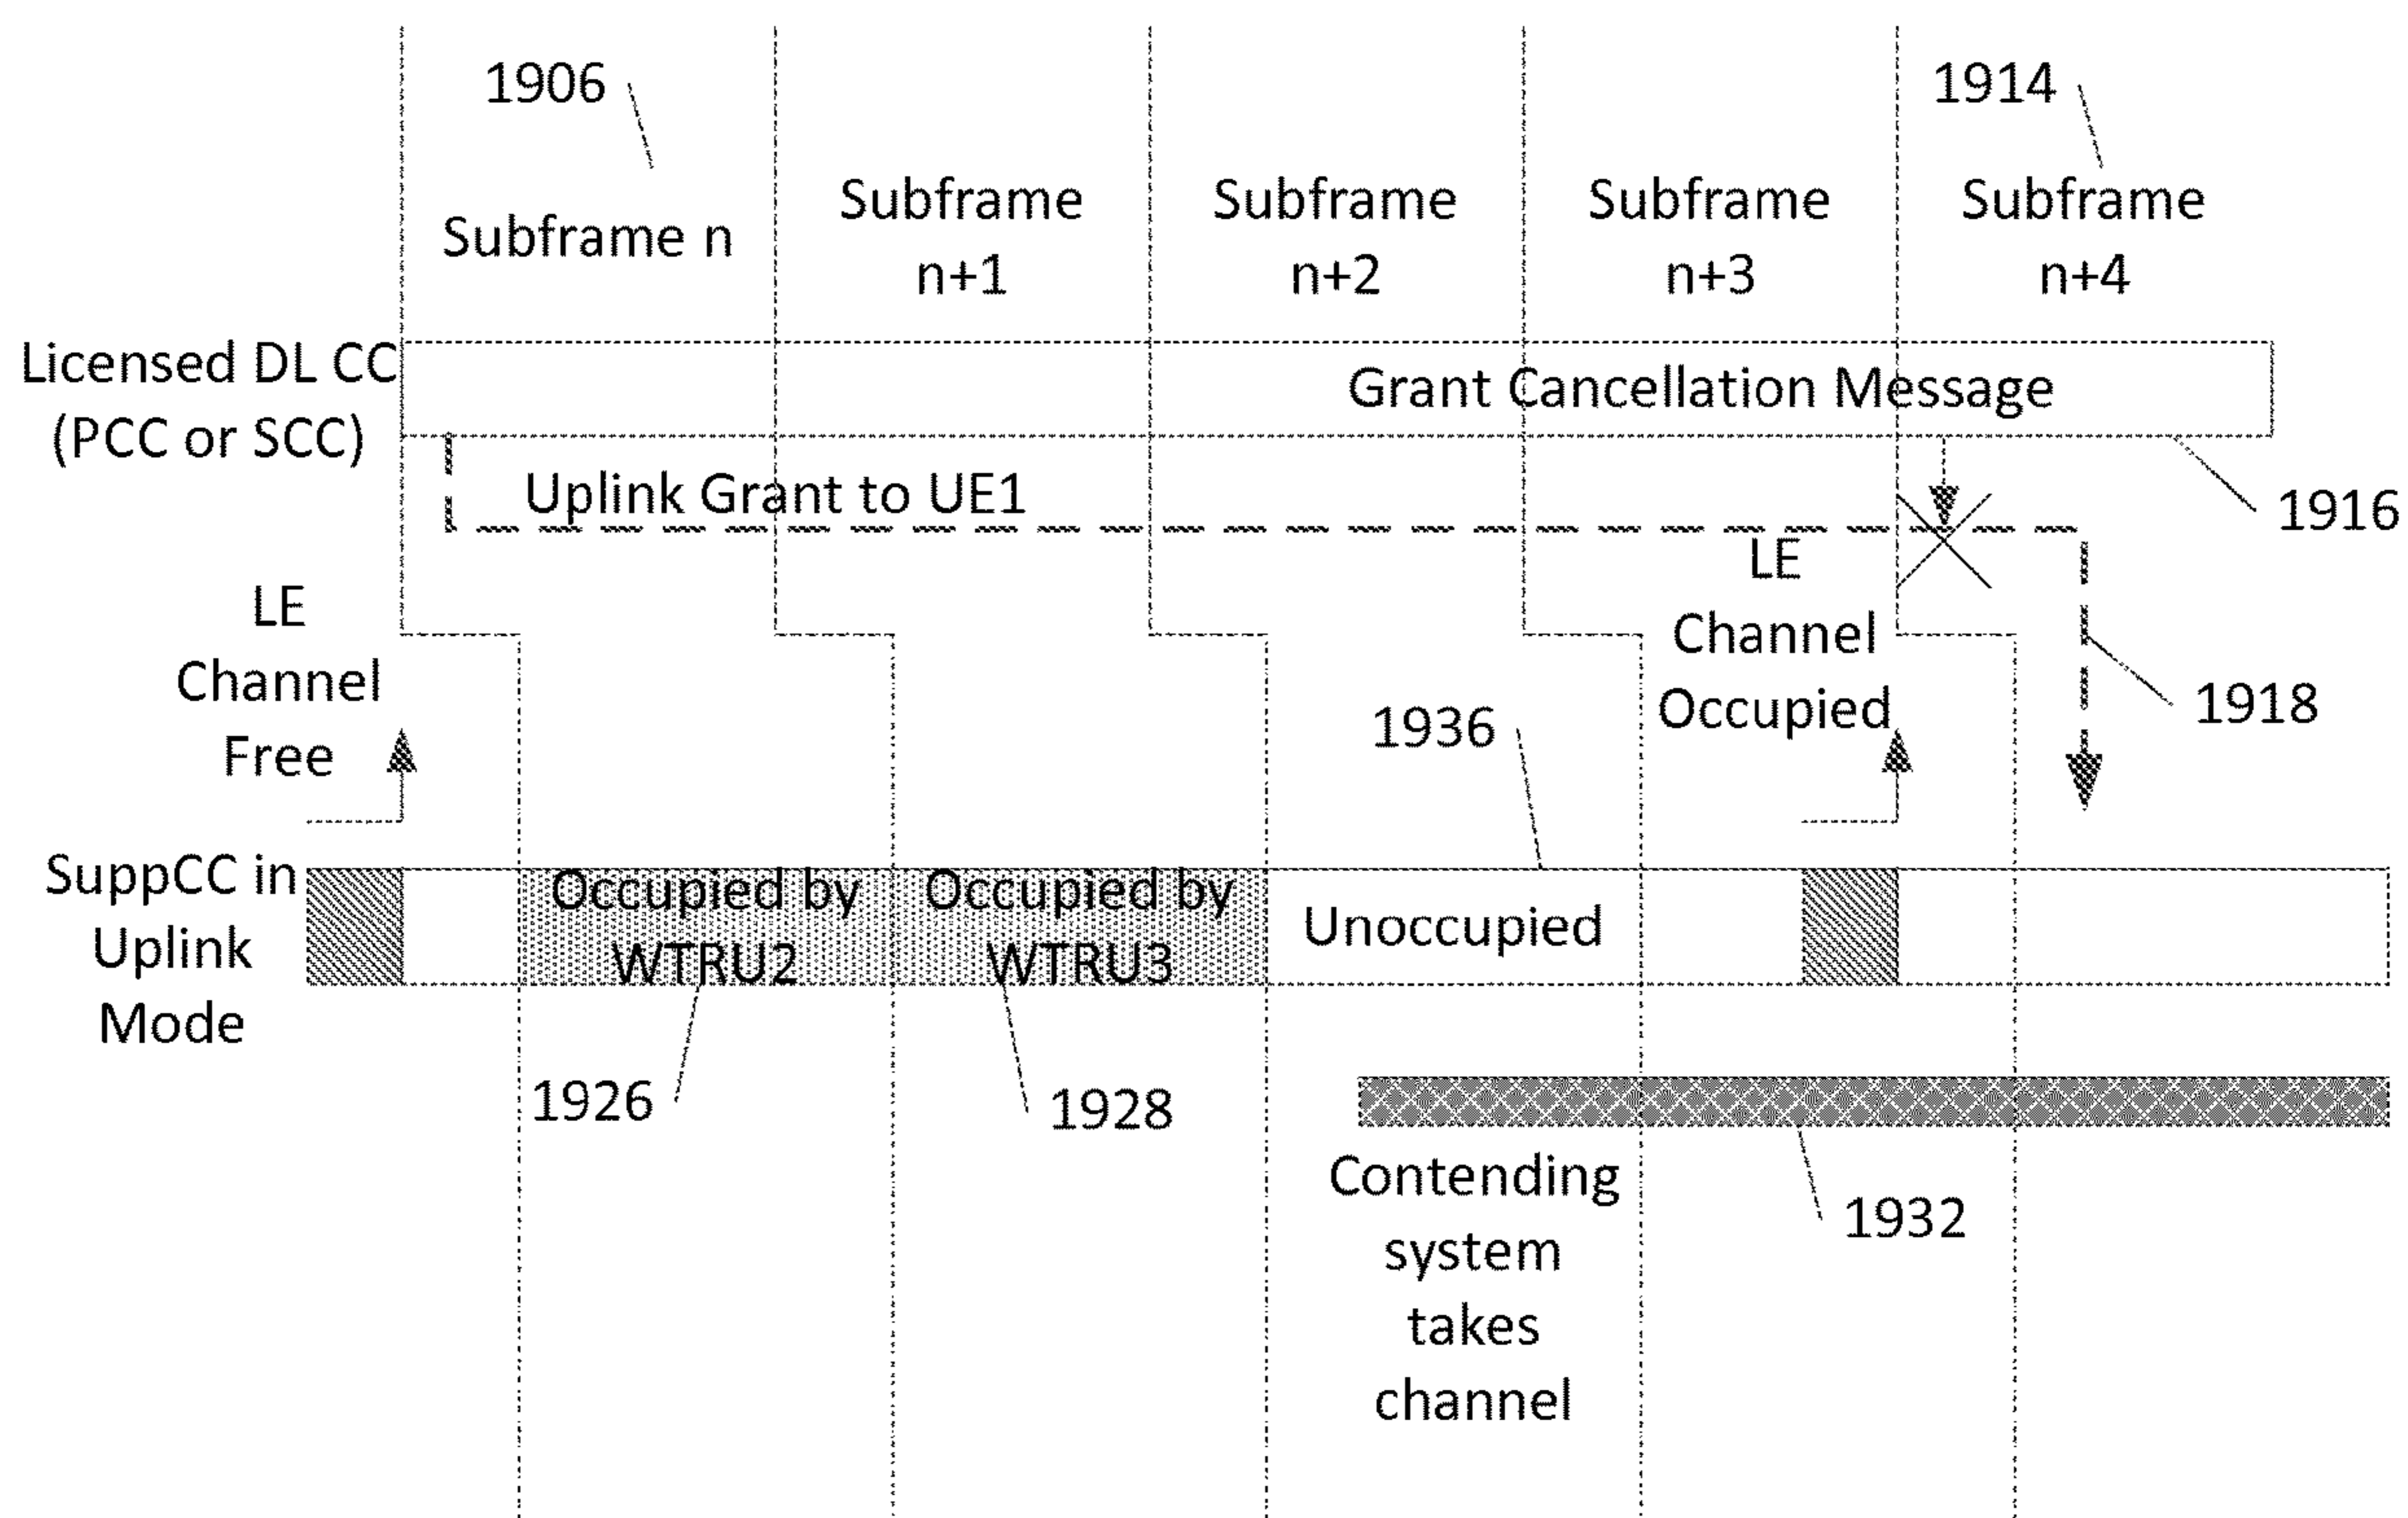 1906
1914
Subframe n
Subframe
n+1
Subframe
n+2
Subframe
n+3
Subframe
n+4
Licensed DL CC
(PCC or SCC)
Grant Cancellation Message
Uplink Grant to UE1
1916
LE
Channel
Free
LE
Channel
Occupied
1918
1936
SuppCC in
Uplink
Mode
Occupied by
WTRU2
Occupied by
WTRU3
Unoccupied
1926
1928
Contending
system
takes
channel
1932